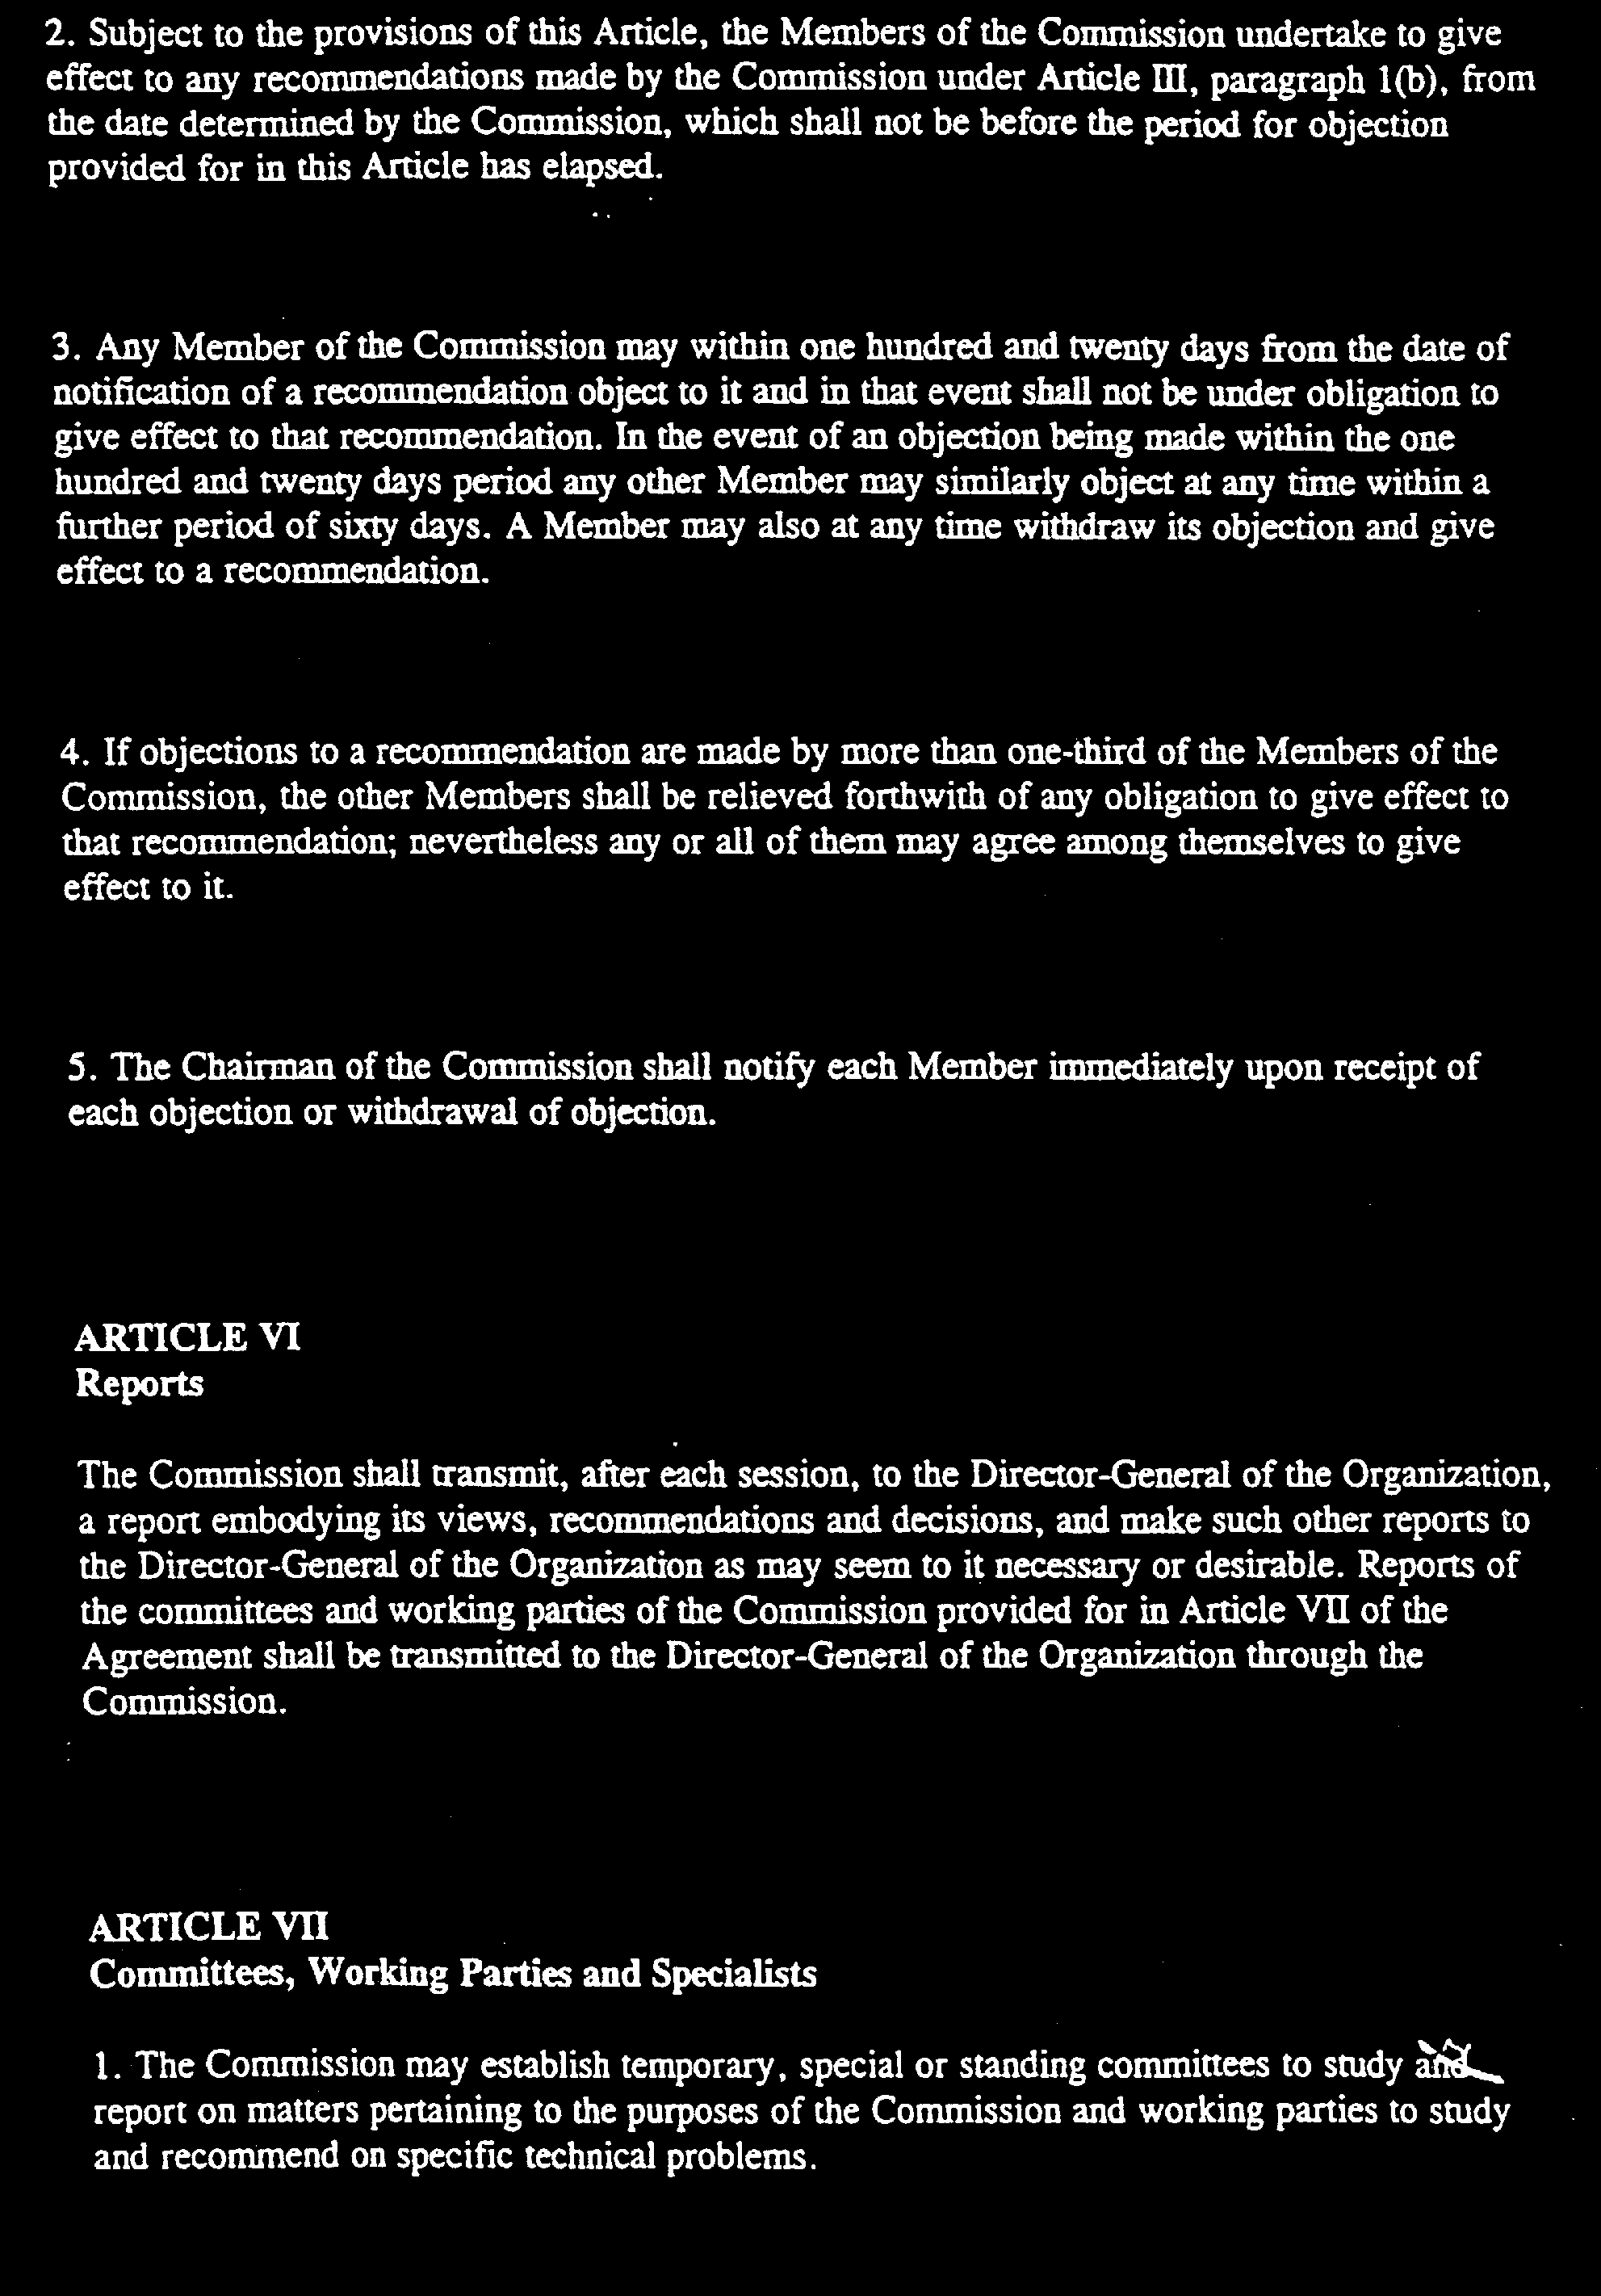 2. Subject to the provisions of this Article, the Members of the Commission undertake to give
effect to any recommendations made by the Commission under Article III, paragraph 1(b), from
the date determined by the Commission, which shall not be before the period for objection
provided for in this Article has elapsed.
3. Any Member of the Commission may within one hundred and twenty days from the date of
notification of a recommendation object to it and in that event shall not be under obligation to
give effect to that recommendation. In the event of an objection being made within the one
hundred and twenty days period any other Member may similarly object at any time within a
further period of sixty days. A Member may also at any time withdraw its objection and give
effect to a recommendation.
4. If objections to a recommendation are made by more than one-third of the Members of the
Commission, the other Members shall be relieved forthwith of any obligation to give effect to
that recommendation; nevertheless any or all of them may agree among themselves to give
effect to it.
5. The Chairman of the Commission shall notify each Member immediately upon receipt of
each objection or withdrawal of objection.
ARTICLE VI
Reports
The Commission shall transmit, after each session, to the Director-General of the Organization,
a report embodying its views, recommendations and decisions, and make such other reports to
the Director-General of the Organization as may seem to it necessary or desirable. Reports of
the committees and working parties of the Commission provided for in Article VII of the
Agreement shall be transmitted to the Director-General of the Organization through the
Commission.
ARTICLE VII
Committees, Working Parties and Specialists
1. The Commission may establish temporary, special or standing committees to study and
report on matters pertaining to the purposes of the Commission and working parties to study
and recommend on specific technical problems.